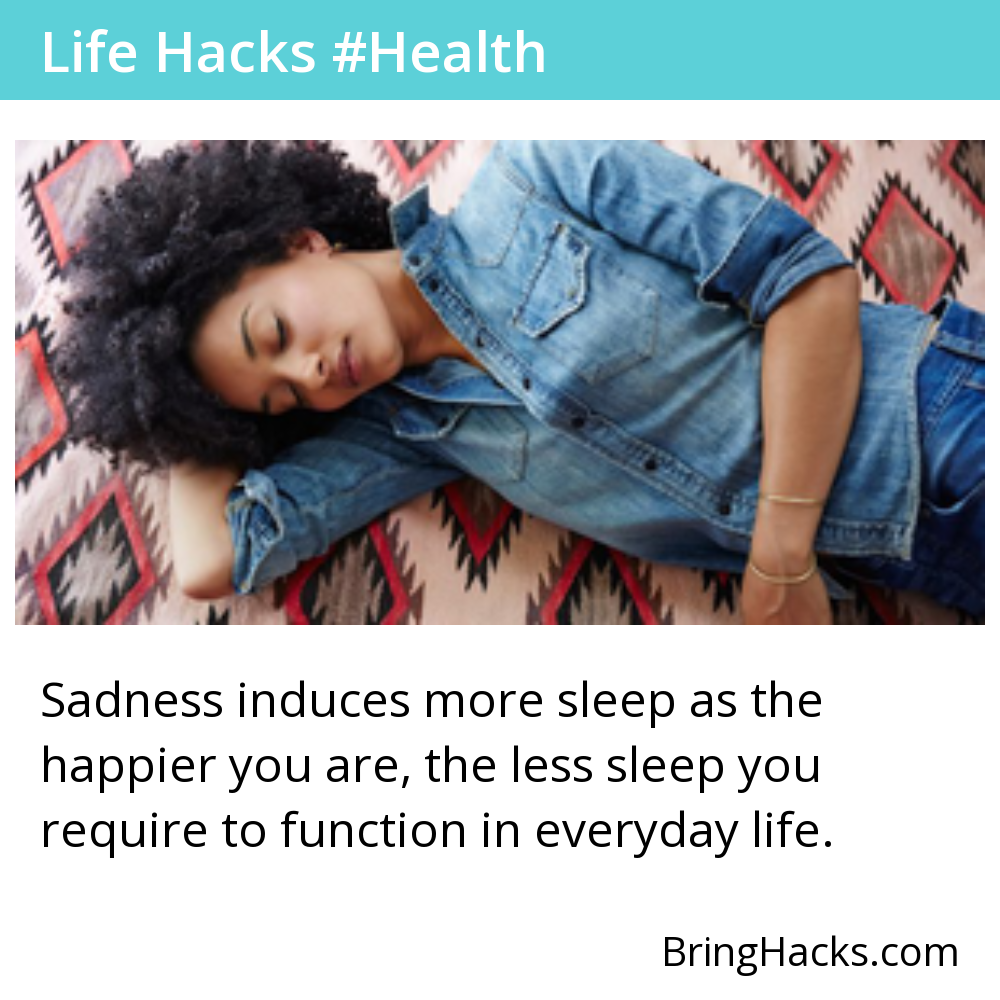 Life Hacks #Health
Sadness induces more sleep as the
happier you are, the less sleep you
require to function in everyday life.
BringHacks.com